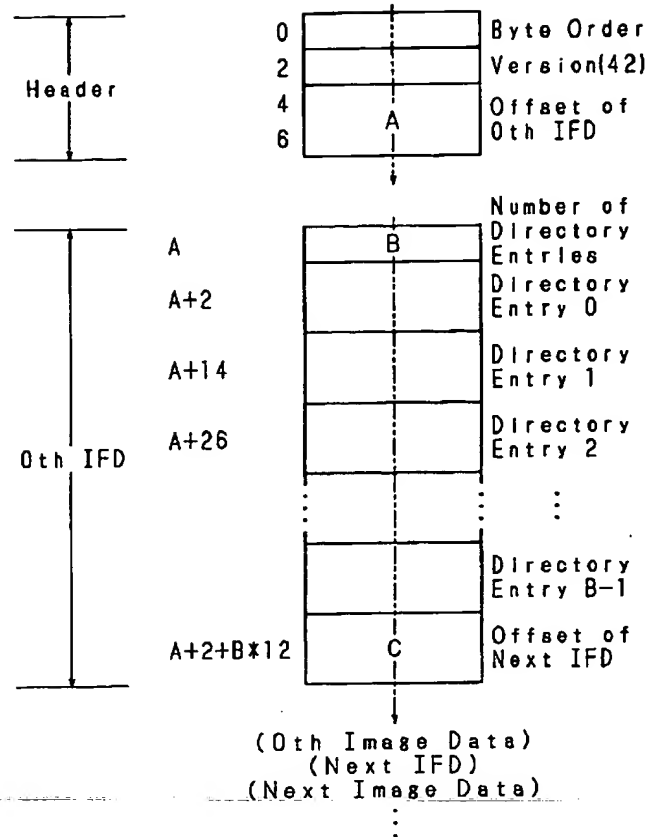 0 Byte Order
2 Version(42)
Header
4 Offset of
6 A 0th IFD
Number of
A B Directory
Entries
A+2 Directory
Entry 0
A+14 Directory
Entry 1
A+26 Directory
Entry 2
0th IFD
Directory
Entry B-1
A+2+B*12 C Offset of
Next IFD
(0th Image Data)
(Next IFD)
(Next Image Data)